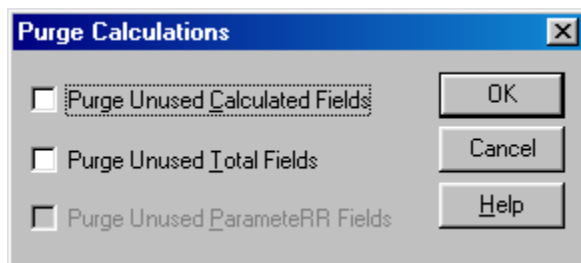 Purge Calculations
Purge Unused Calculated Fields
OK
Purge Unused Total Fields
Cancel
Purge Unused ParameteRR Fields
Help